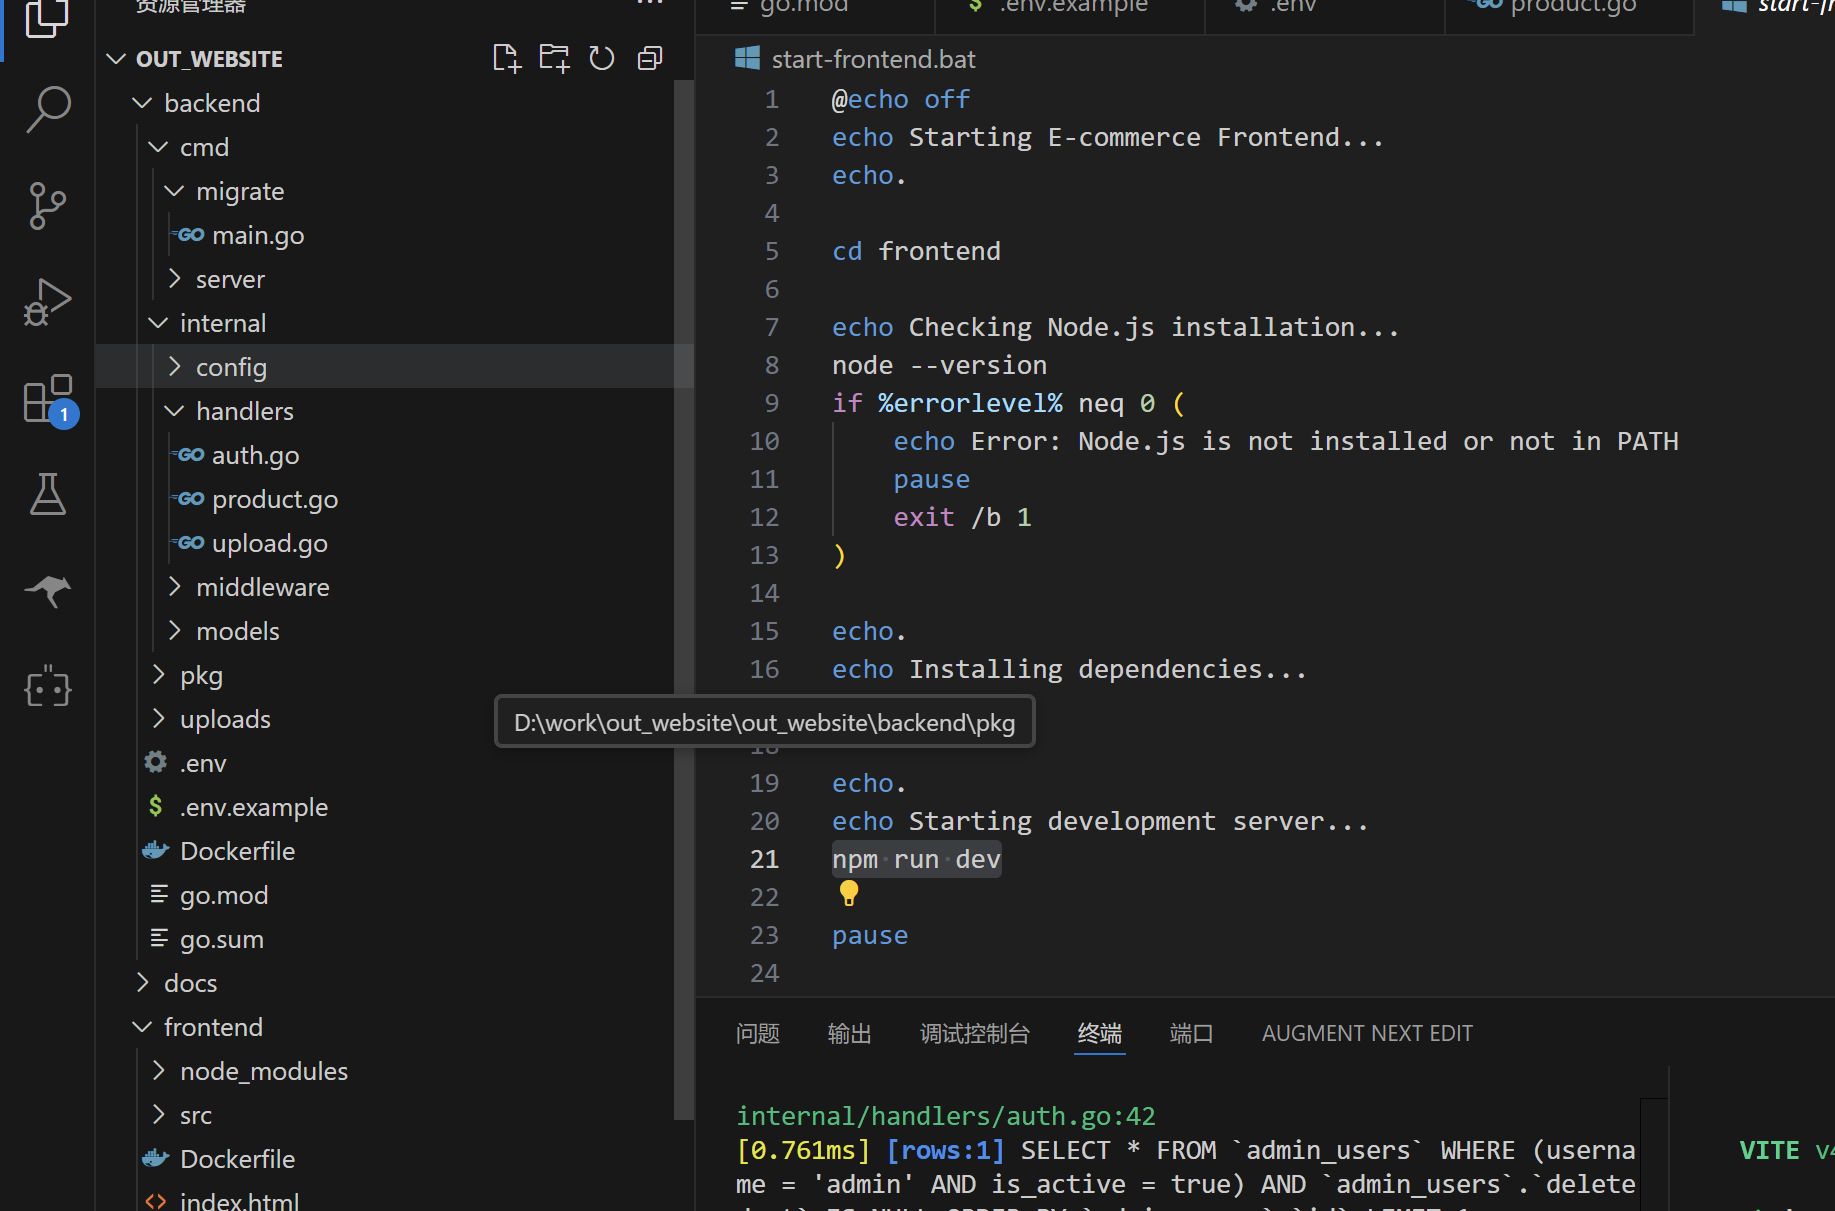 资源管理器
OUT_WEBSITE
backend
cmd
migrate
main.go
server
internal
config
handlers
auth.go
product.go
upload.go
middleware
models
pkg
uploads
.env
.env.example
Dockerfile
go.mod
go.sum
docs
frontend
node_modules
src
Dockerfile
index.html
1
go.mod
.env.example
.env
product.go
start-fr
start-frontend.bat
1 @echo off
2 echo Starting E-commerce Frontend...
3 echo.
4
5 cd frontend
6
7 echo Checking Node.js installation...
8 node --version
9 if %errorlevel% neq 0 (
10 echo Error: Node.js is not installed or not in PATH
11 pause
12 exit /b 1
13 )
14
15 echo.
16 echo Installing dependencies...
D:\work\out_website\out_website\backend\pkg
18
19 echo.
20 echo Starting development server...
21 npm run dev
22
23 pause
24
问题 输出 调试控制台 终端 端口 AUGMENT NEXT EDIT
internal/handlers/auth.go:42
[0.761ms] [rows:1] SELECT * FROM `admin_users` WHERE (userna
me = 'admin' AND is_active = true) AND `admin_users`.`delete
VITE v4